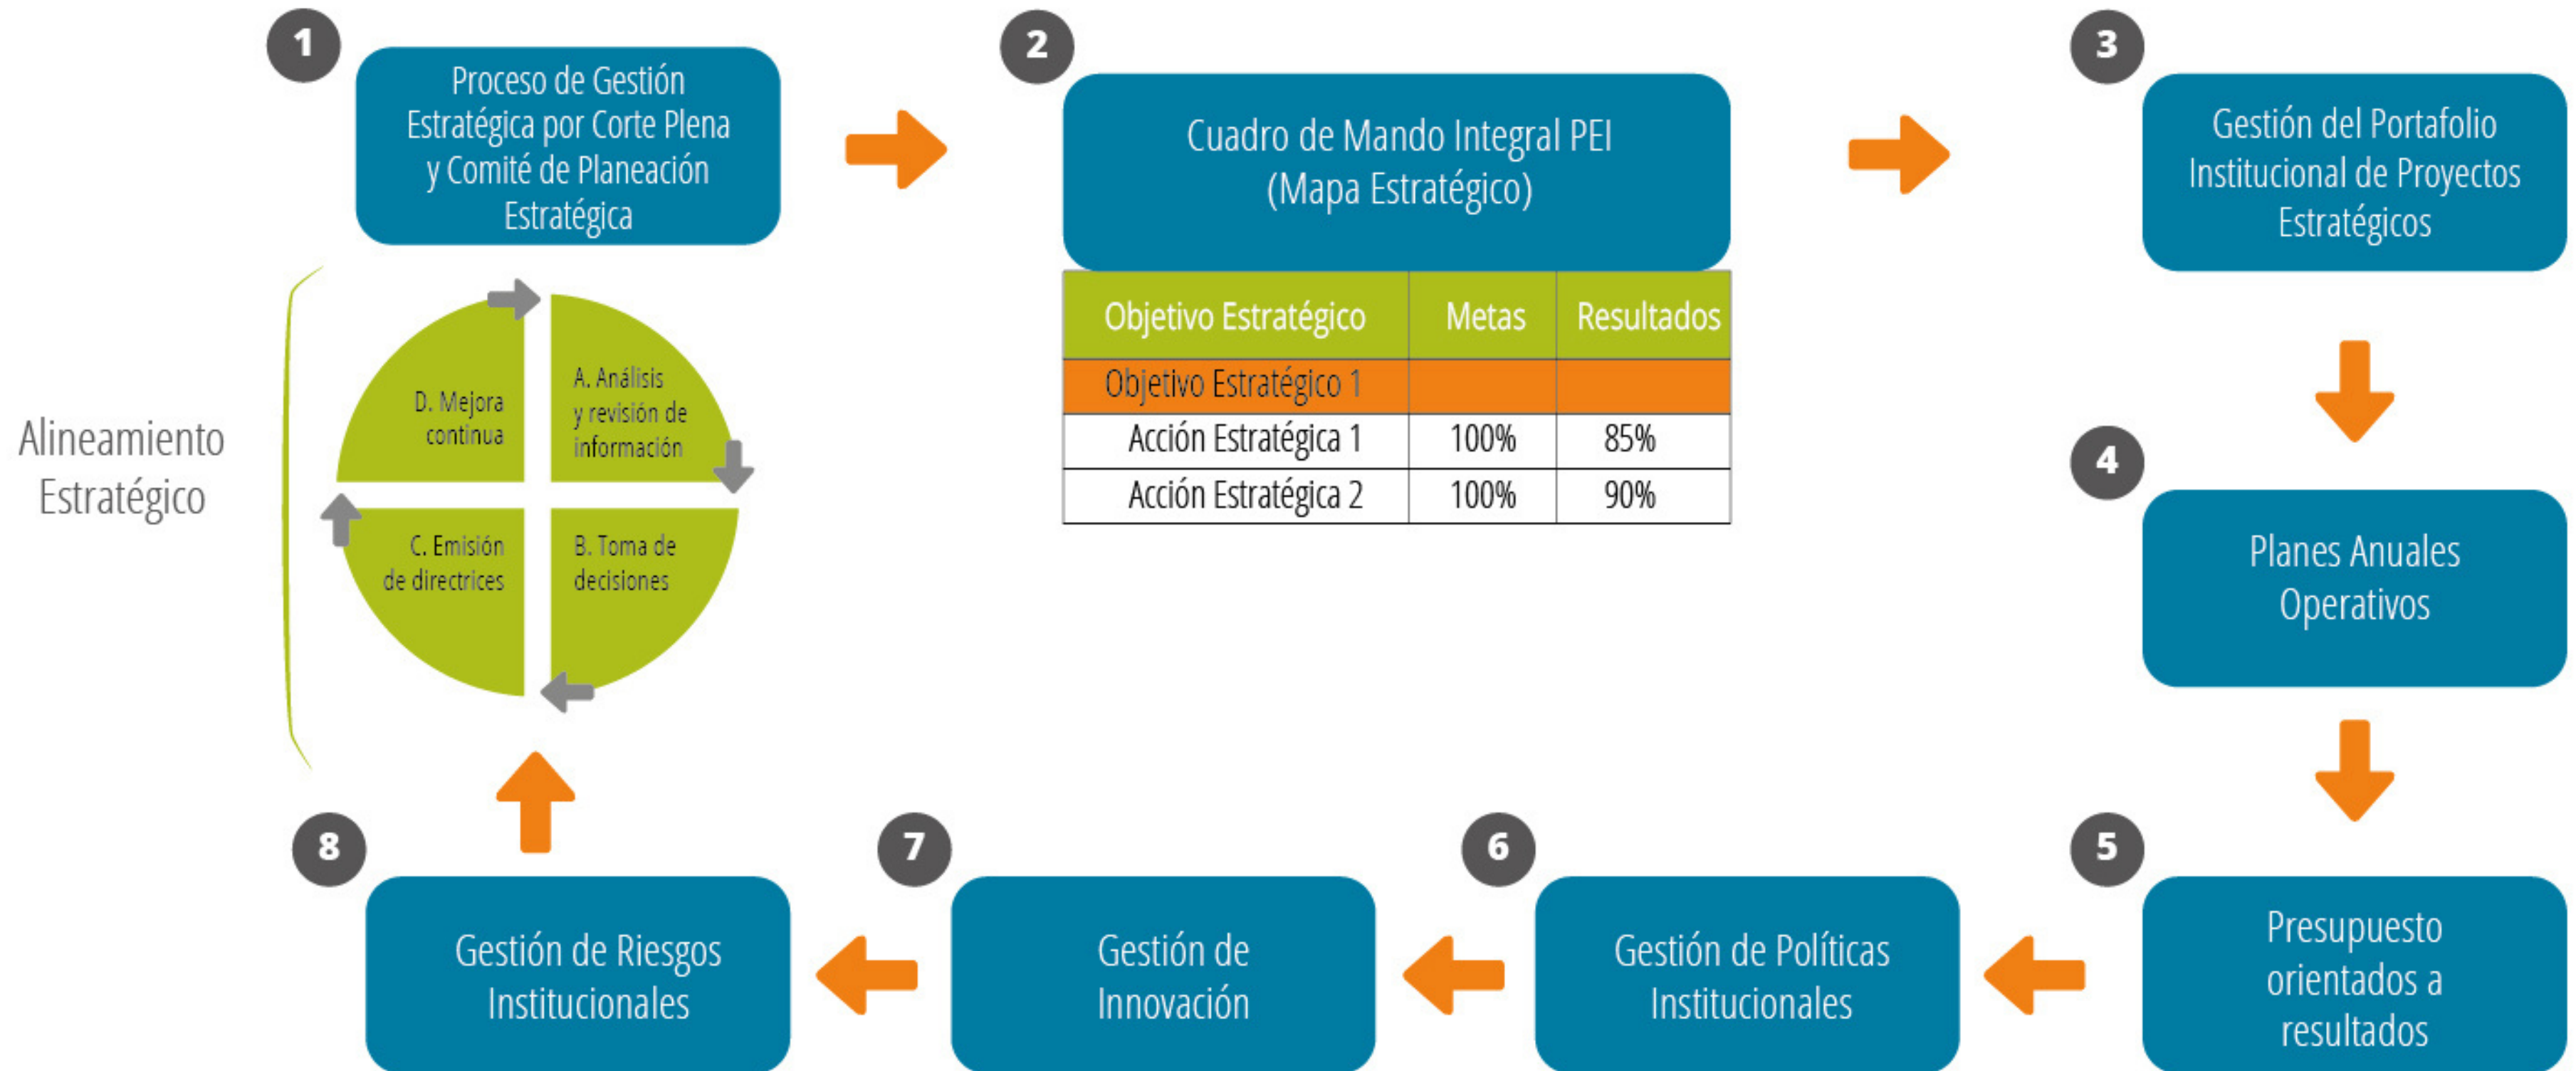 1
Proceso de Gestión
Estratégica por Corte Plena
y Comité de Planeación
Estratégica
2
Cuadro de Mando Integral PEI
(Mapa Estratégico)
Objetivo Estratégico Metas Resultados
Objetivo Estratégico 1
Acción Estratégica 1 100% 85%
Acción Estratégica 2 100% 90%
3
Gestión del Portafolio
Institucional de Proyectos
Estratégicos
Alineamiento
Estratégico
A. Análisis
y revisión de
información
B. Toma de
decisiones
C. Emisión
de directrices
D. Mejora
continua
4
Planes Anuales
Operativos
5
Presupuesto
orientados a
resultados
6
Gestión de Políticas
Institucionales
7
Gestión de
Innovación
8
Gestión de Riesgos
Institucionales